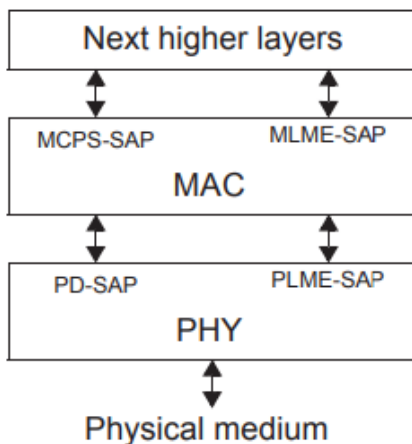 Next higher layers
MCPS-SAP MLME-SAP
MAC
PD-SAP PLME-SAP
PHY
Physical medium